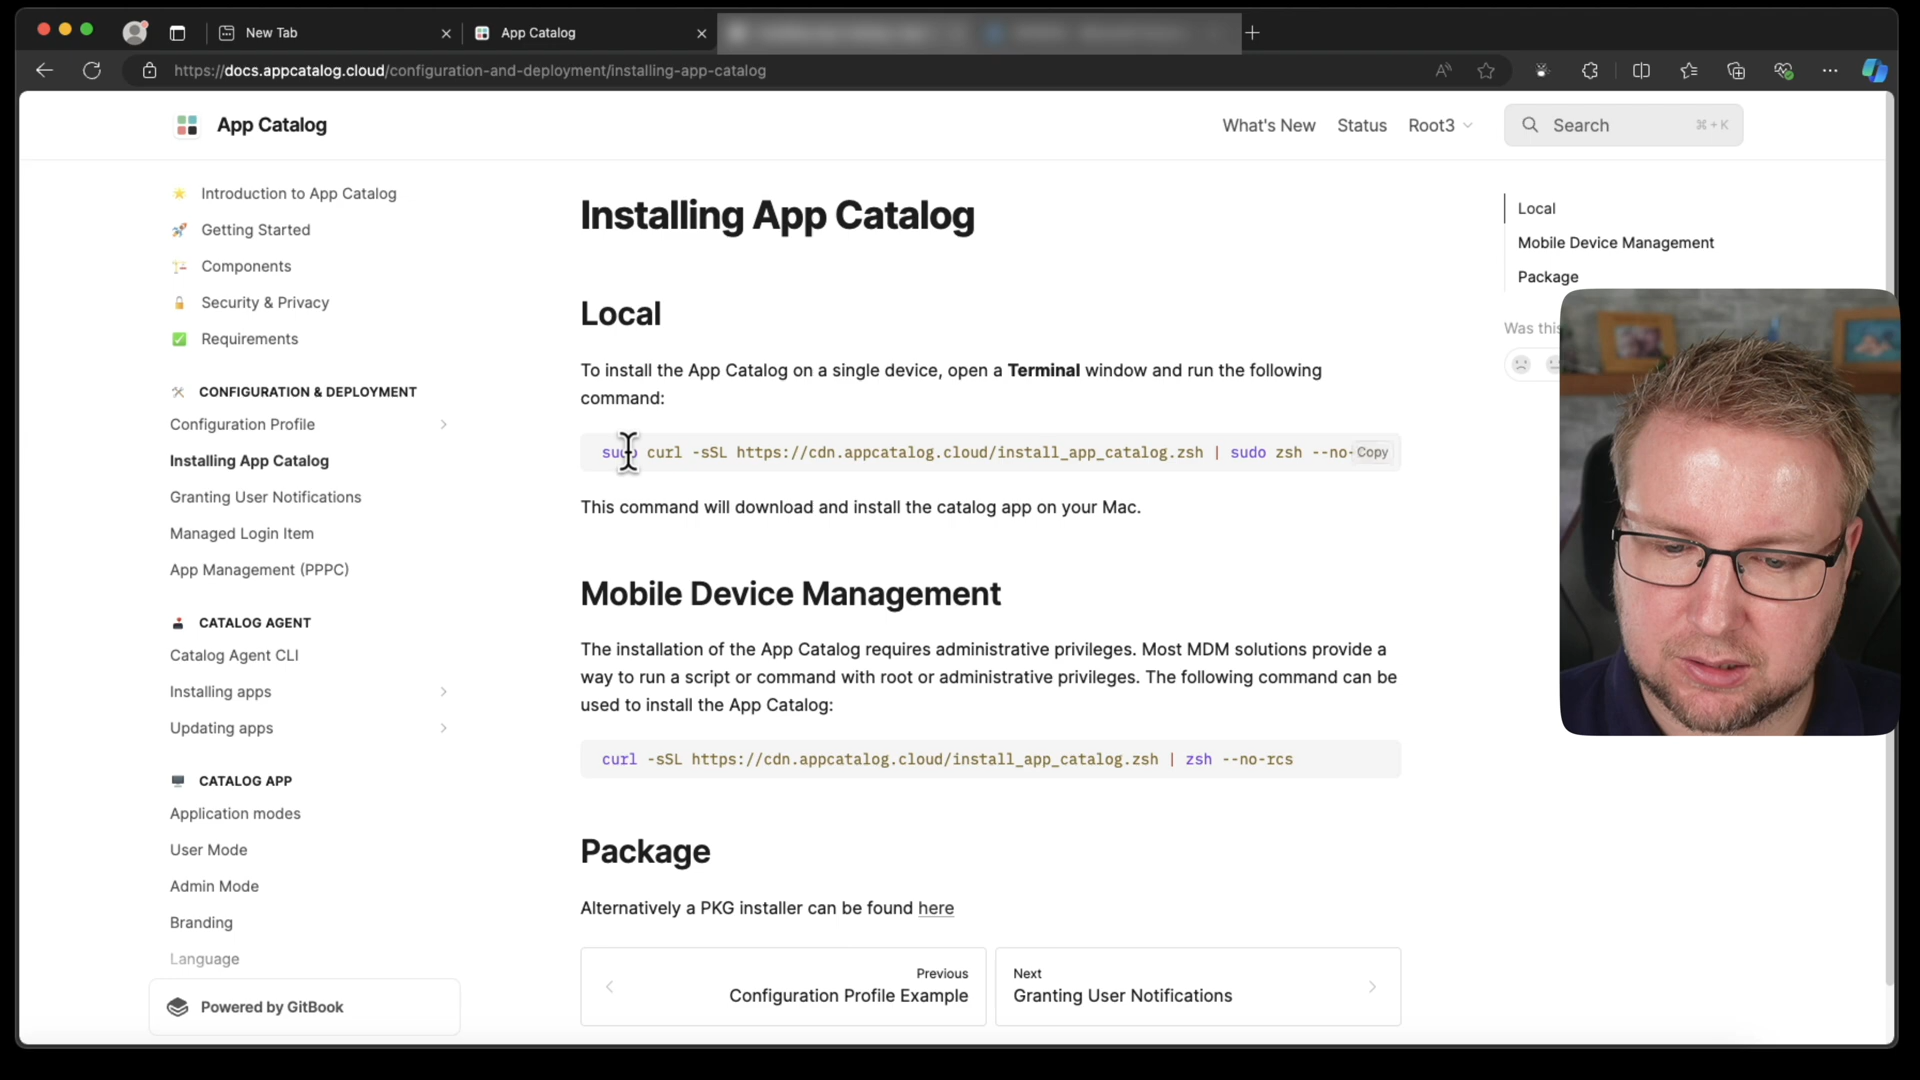 New Tab
App Catalog
https://docs.appcatalog.cloud/configuration-and-deployment/installing-app-catalog
App Catalog
What's New
Status
Root3
Search
⌘ + K
Introduction to App Catalog
Getting Started
Components
Security & Privacy
Requirements
CONFIGURATION & DEPLOYMENT
Configuration Profile
Installing App Catalog
Granting User Notifications
Managed Login Item
App Management (PPPC)
CATALOG AGENT
Catalog Agent CLI
Installing apps
Updating apps
CATALOG APP
Application modes
User Mode
Admin Mode
Branding
Language
Powered by GitBook
Installing App Catalog
Local
To install the App Catalog on a single device, open a Terminal window and run the following
command:
sudo curl -sSL https://cdn.appcatalog.cloud/install_app_catalog.zsh | sudo zsh --no-
Copy
This command will download and install the catalog app on your Mac.
Mobile Device Management
The installation of the App Catalog requires administrative privileges. Most MDM solutions provide a
way to run a script or command with root or administrative privileges. The following command can be
used to install the App Catalog:
curl -sSL https://cdn.appcatalog.cloud/install_app_catalog.zsh | zsh --no-rcs
Package
Alternatively a PKG installer can be found here
Previous
Configuration Profile Example
Next
Granting User Notifications
Local
Mobile Device Management
Package
Was this